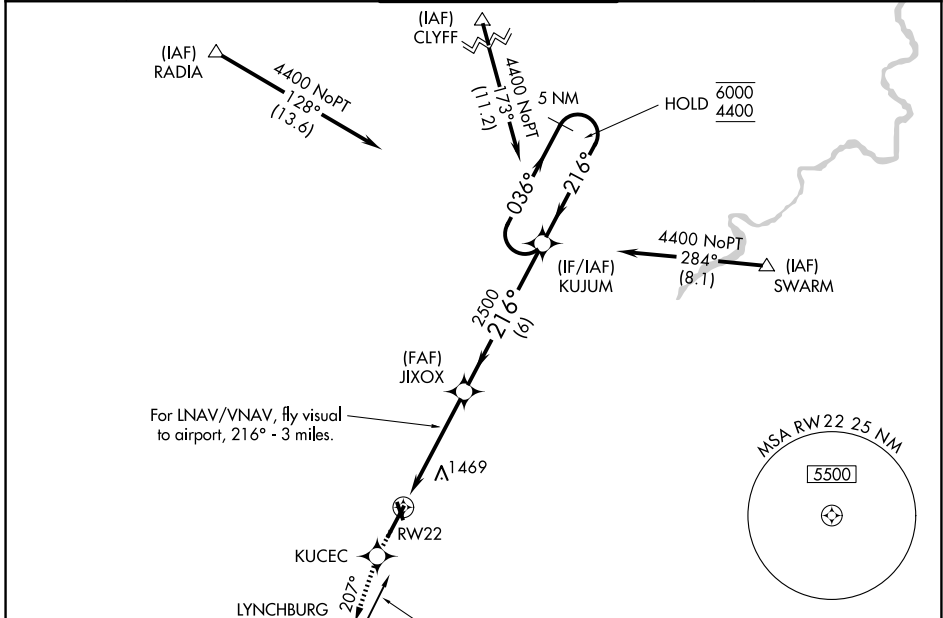 (IAF)
CLYFF
(IAF)
RADIA
4400 NoPT
128°
(13.6)
4400 NoPT
173°
(11.2)
5 NM
HOLD
6000
4400
036°
216°
4400 NoPT
284°
(8.1)
(IAF)
SWARM
(IF/IAF)
KUJUM
2500
216°
(6)
(FAF)
JIXOX
For LNAV/VNAV, fly visual
to airport, 216° - 3 miles.
1469
MSA RW22 25 NM
5500
RW22
KUCEC
207°
LYNCHBURG